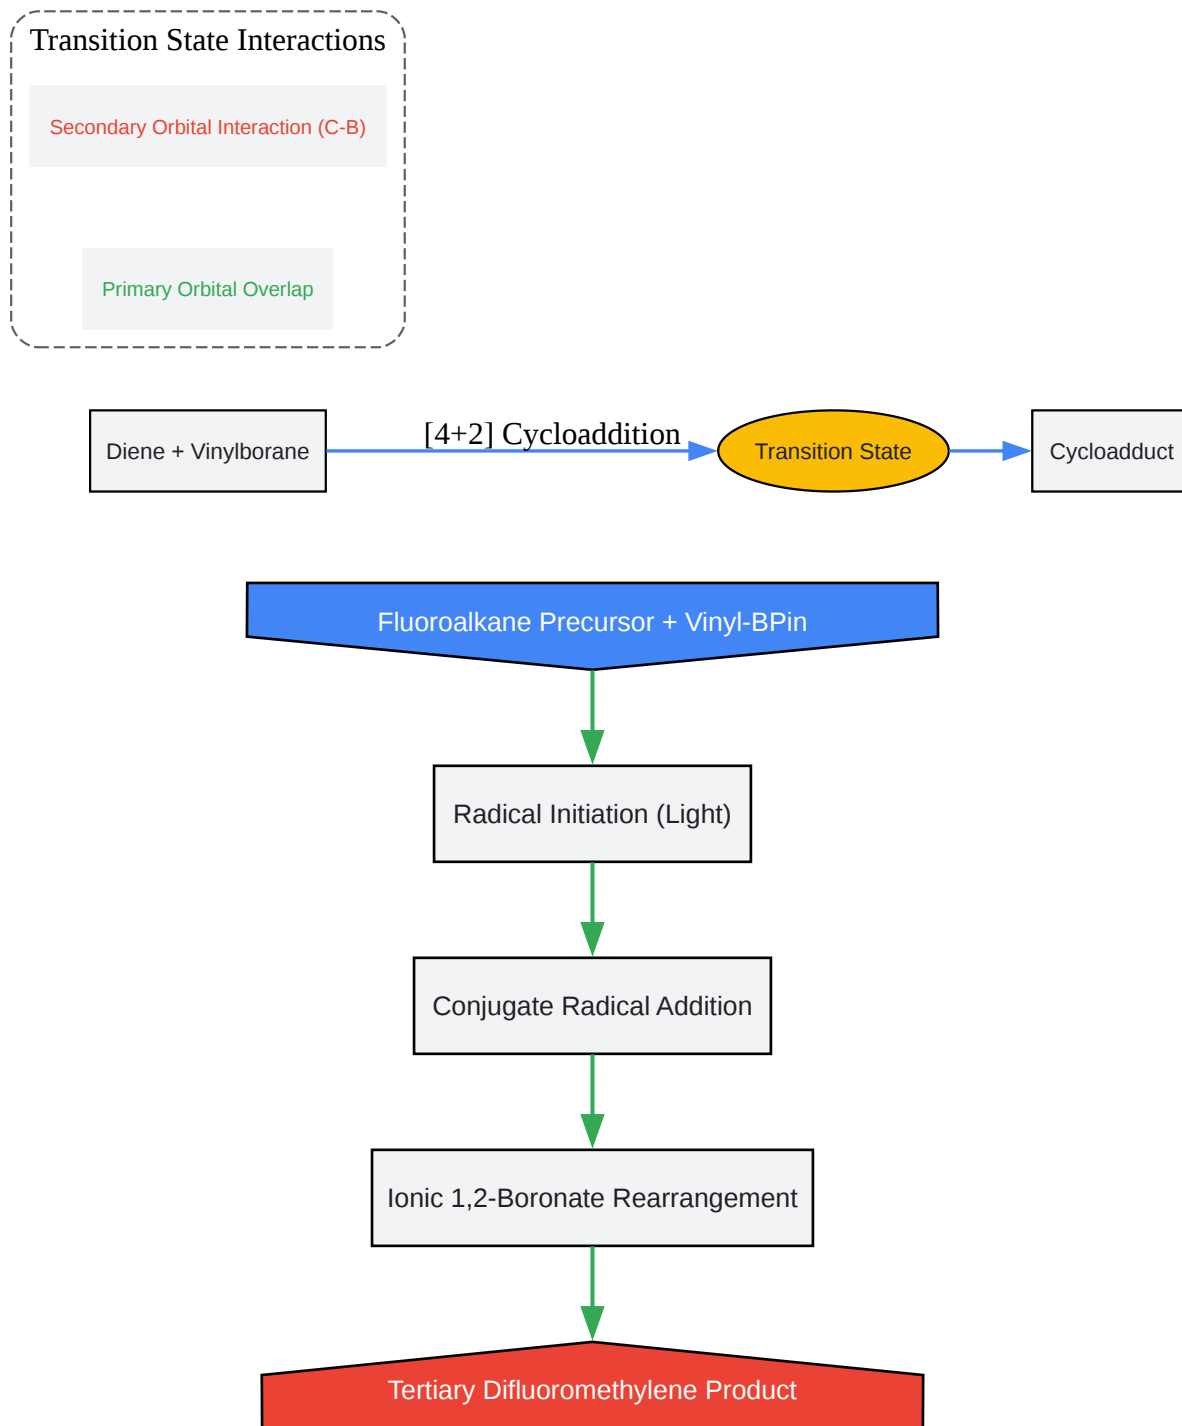 Transition State Interactions
Secondary Orbital Interaction (C-B)
Primary Orbital Overlap
Diene + Vinylborane
[4+2] Cycloaddition
Transition State
Cycloadduct
Fluoroalkane Precursor + Vinyl-BPin
Radical Initiation (Light)
Conjugate Radical Addition
Ionic 1,2-Boronate Rearrangement
Tertiary Difluoromethylene Product